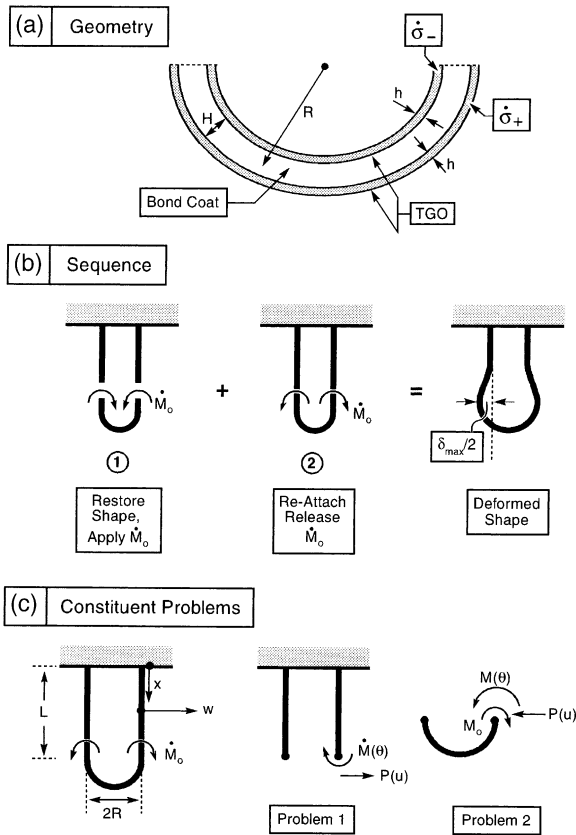 (a) Geometry
σ̇₋
h
H
R
σ̇₊
h
Bond Coat
TGO
(b) Sequence
Ṁₒ
+
Ṁₒ
=
δmax/2
①
②
Restore
Shape,
Apply Ṁₒ
Re-Attach
Release
Ṁₒ
Deformed
Shape
(c) Constituent Problems
L
x
w
Ṁₒ
2R
Ṁ(θ)
P(u)
Problem 1
M(θ)
Mₒ
P(u)
Problem 2